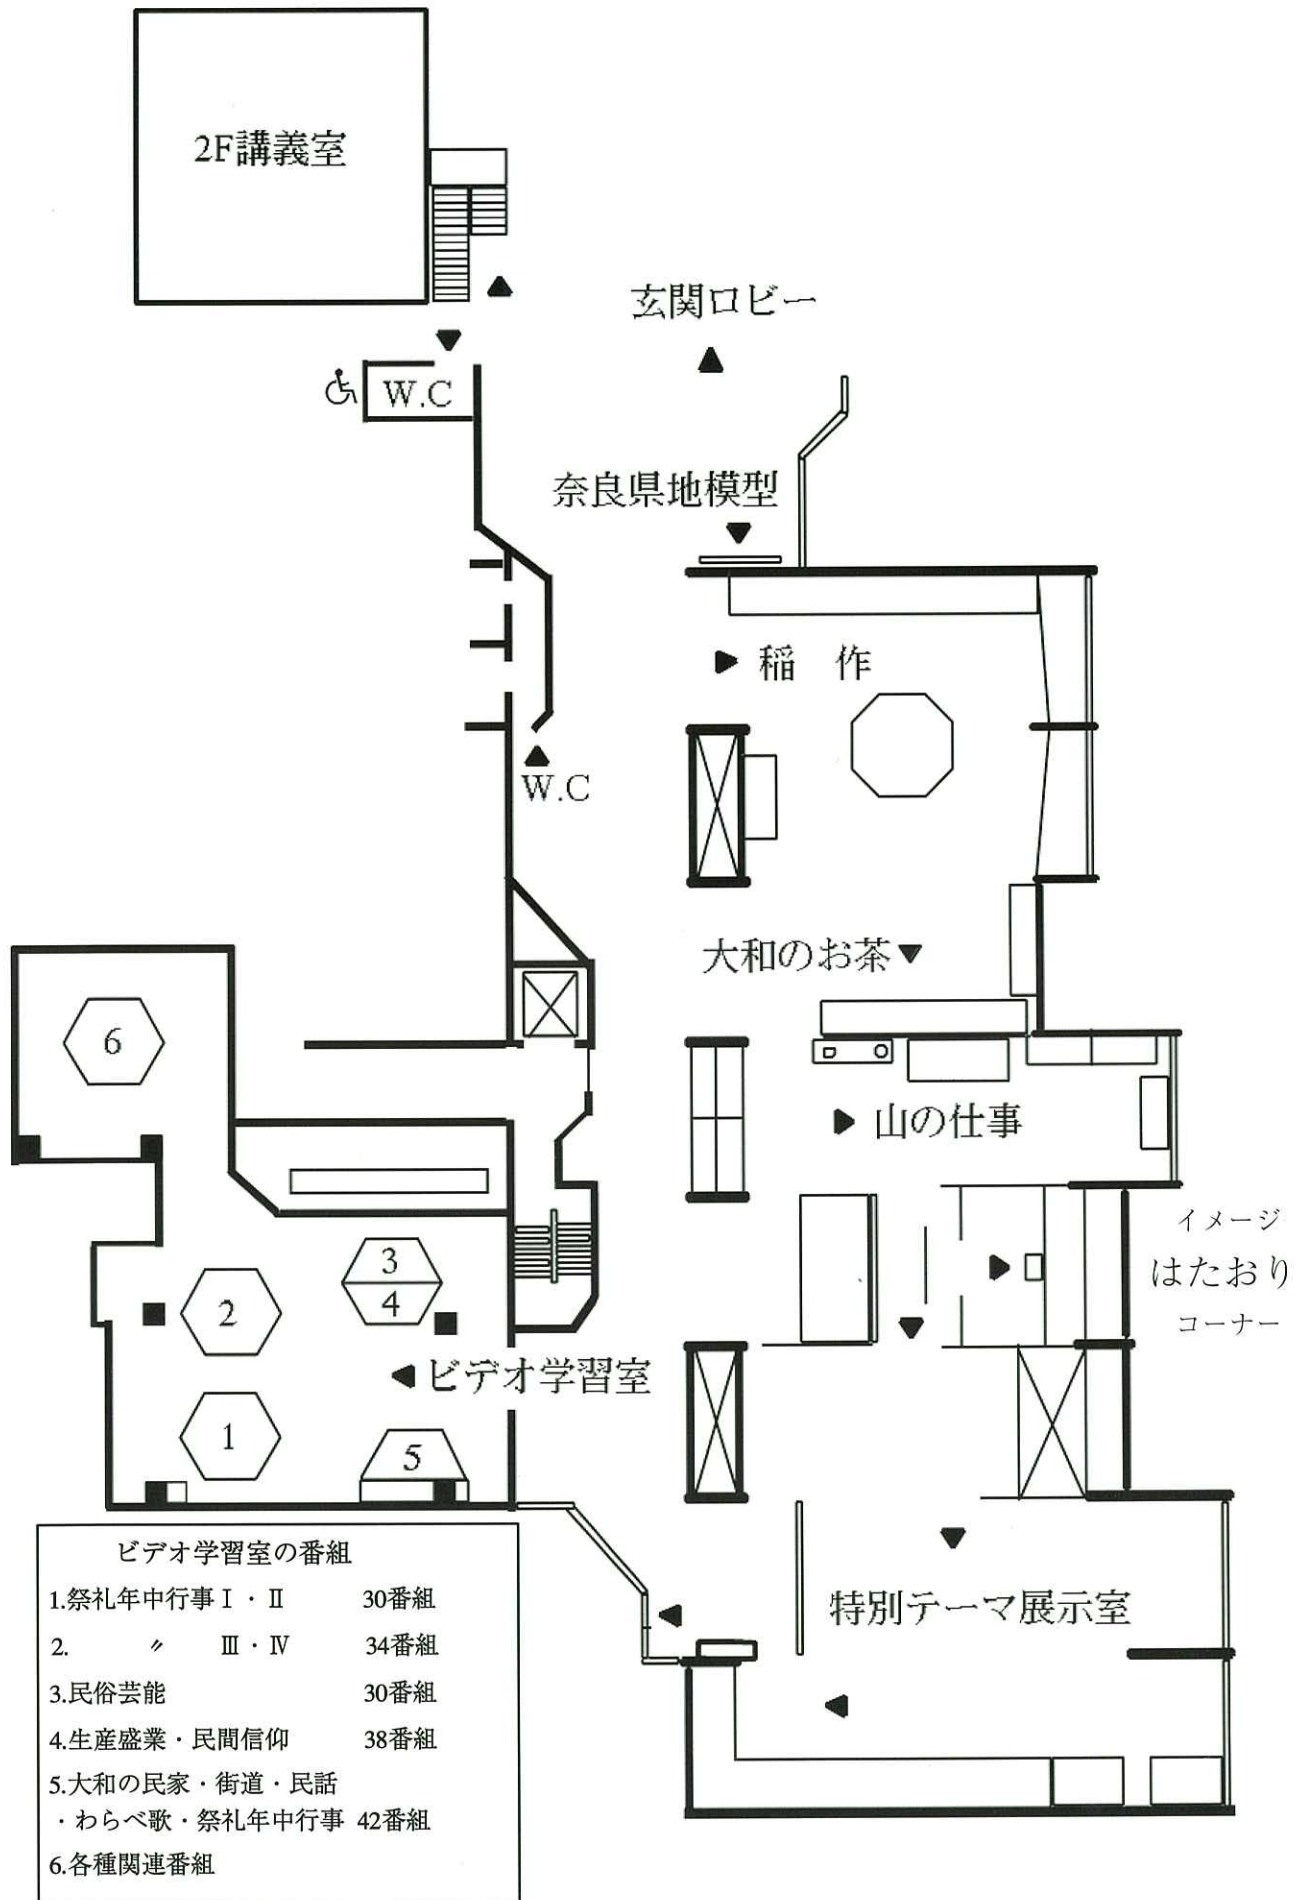 2F講義室
玄関ロビー
W.C
奈良県地模型
稲 作
W.C
大和のお茶
6
山の仕事
イメージ
はたおり
コーナー
3
4
2
ビデオ学習室
1
5
特別テーマ展示室
ビデオ学習室の番組
1.祭礼年中行事Ⅰ・Ⅱ 30番組
2. 〃 Ⅲ・Ⅳ 34番組
3.民俗芸能 30番組
4.生産盛業・民間信仰 38番組
5.大和の民家・街道・民話
・わらべ歌・祭礼年中行事 42番組
6.各種関連番組